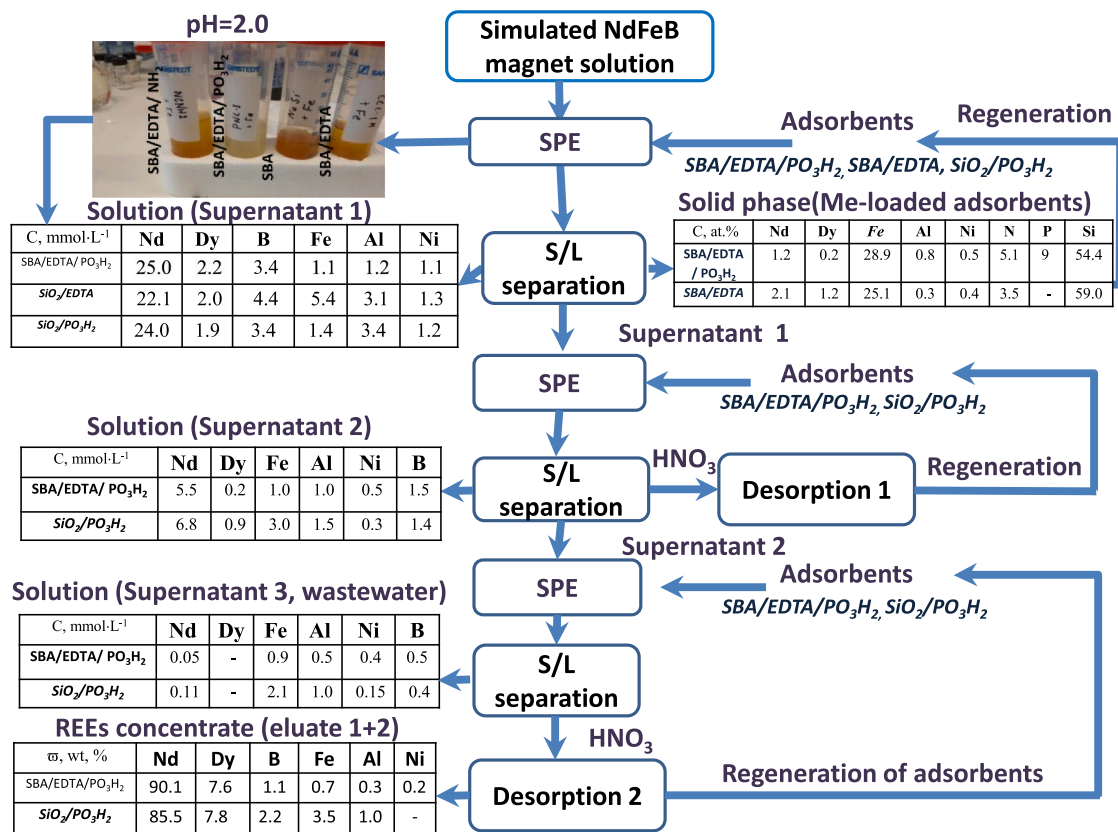 pH=2.0
Simulated NdFeB
magnet solution
SBA/EDTA/ NH2
SBA/EDTA/PO3H2
SBA
SBA/EDTA
SPE
Adsorbents
Regeneration
SBA/EDTA/PO3H2, SBA/EDTA, SiO2/PO3H2
Solution (Supernatant 1)
C, mmol·L-1 Nd Dy B Fe Al Ni
SBA/EDTA/ PO3H2 25.0 2.2 3.4 1.1 1.2 1.1
SiO2/EDTA 22.1 2.0 4.4 5.4 3.1 1.3
SiO2/PO3H2 24.0 1.9 3.4 1.4 3.4 1.2
S/L
separation
Solid phase(Me-loaded adsorbents)
C, at.% Nd Dy Fe Al Ni N P Si
SBA/EDTA
/ PO3H2 1.2 0.2 28.9 0.8 0.5 5.1 9 54.4
SBA/EDTA 2.1 1.2 25.1 0.3 0.4 3.5 - 59.0
Supernatant 1
SPE
Adsorbents
SBA/EDTA/PO3H2, SiO2/PO3H2
Solution (Supernatant 2)
C, mmol·L-1 Nd Dy Fe Al Ni B
SBA/EDTA/ PO3H2 5.5 0.2 1.0 1.0 0.5 1.5
SiO2/PO3H2 6.8 0.9 3.0 1.5 0.3 1.4
S/L
separation
HNO3
Desorption 1
Regeneration
Supernatant 2
SPE
Adsorbents
SBA/EDTA/PO3H2, SiO2/PO3H2
Solution (Supernatant 3, wastewater)
C, mmol·L-1 Nd Dy Fe Al Ni B
SBA/EDTA/ PO3H2 0.05 - 0.9 0.5 0.4 0.5
SiO2/PO3H2 0.11 - 2.1 1.0 0.15 0.4
S/L
separation
HNO3
REEs concentrate (eluate 1+2)
ϖ, wt, % Nd Dy B Fe Al Ni
SBA/EDTA/PO3H2 90.1 7.6 1.1 0.7 0.3 0.2
SiO2/PO3H2 85.5 7.8 2.2 3.5 1.0 -
Desorption 2
Regeneration of adsorbents